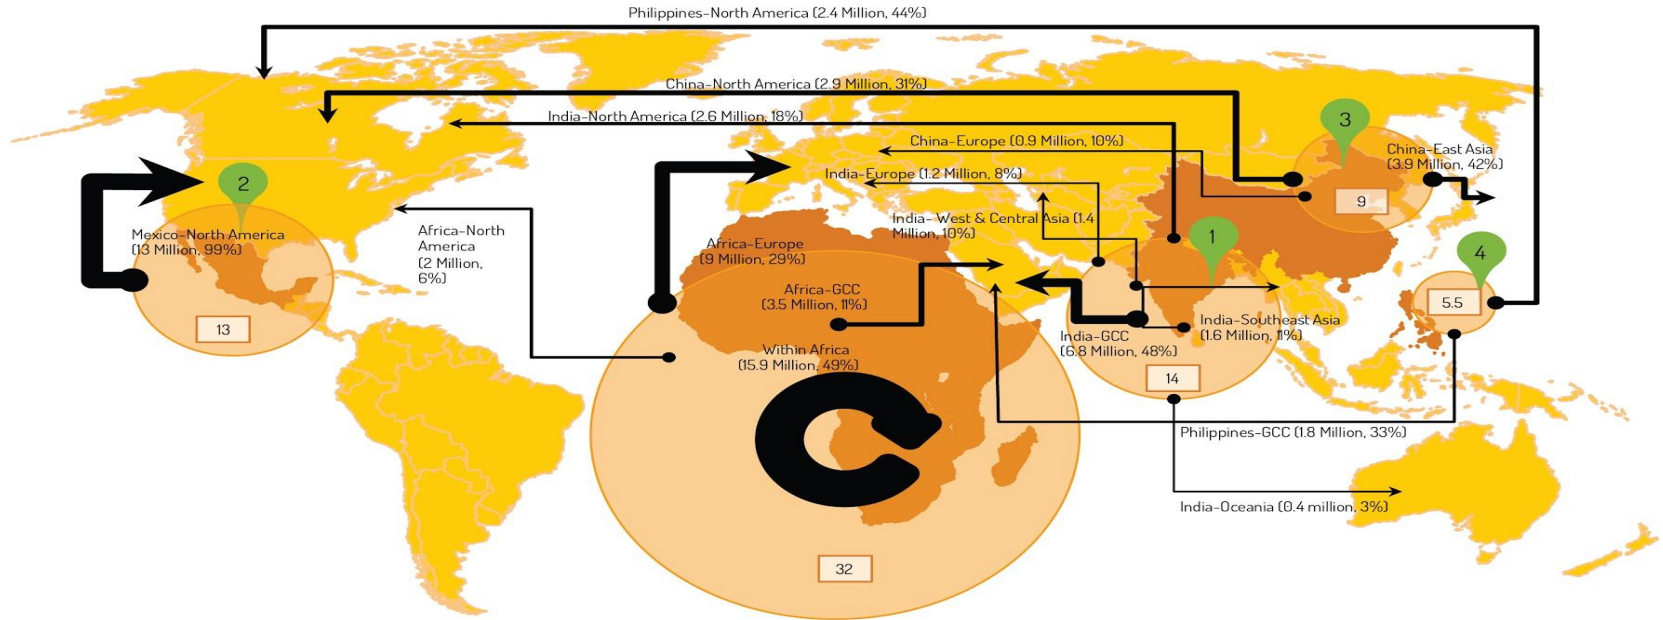 Philippines-North America (2.4 Million, 44%)
China-North America (2.9 Million, 31%)
India-North America (2.6 Million, 18%)
3
China-Europe (0.9 Million, 10%)
China-East Asia
(3.9 Million, 42%)
India-Europe (1.2 Million, 8%)
2
9
India- West & Central Asia (1.4
Million, 10%)
Mexico-North America
(13 Million, 99%)
Africa-North
America
(2 Million,
6%)
Africa-Europe
(9 Million, 29%)
1
4
Africa-GCC
(3.5 Million, 11%)
5.5
13
India-Southeast Asia
(1.6 Million, 11%)
India-GCC
(6.8 Million, 48%)
Within Africa
(15.9 Million, 49%)
14
Philippines-GCC (1.8 Million, 33%)
India-Oceania (0.4 million, 3%)
32